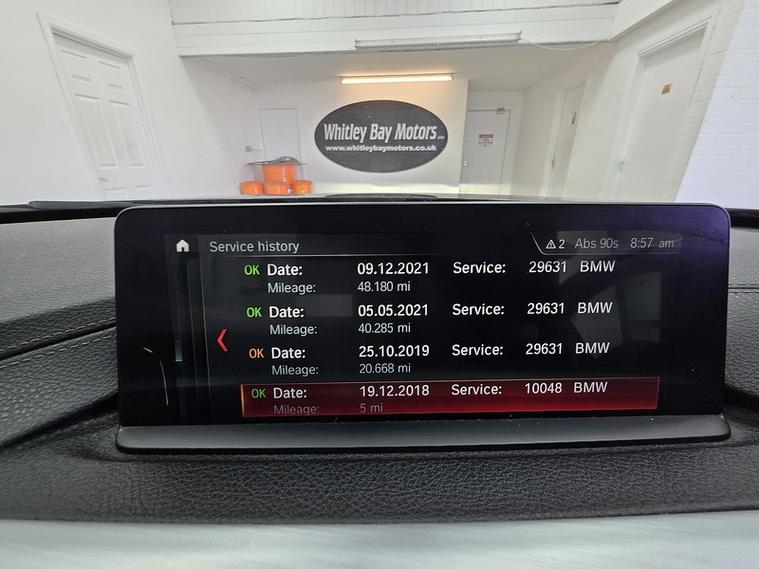 Whitley Bay Motors
www.whitleybaymotors.co.uk
Service history
2 Abs 90s 8:57 am
OK Date: 09.12.2021 Service: 29631 BMW
Mileage: 48.180 mi
OK Date: 05.05.2021 Service: 29631 BMW
Mileage: 40.285 mi
OK Date: 25.10.2019 Service: 29631 BMW
Mileage: 20.668 mi
OK Date: 19.12.2018 Service: 10048 BMW
Mileage: 5 mi